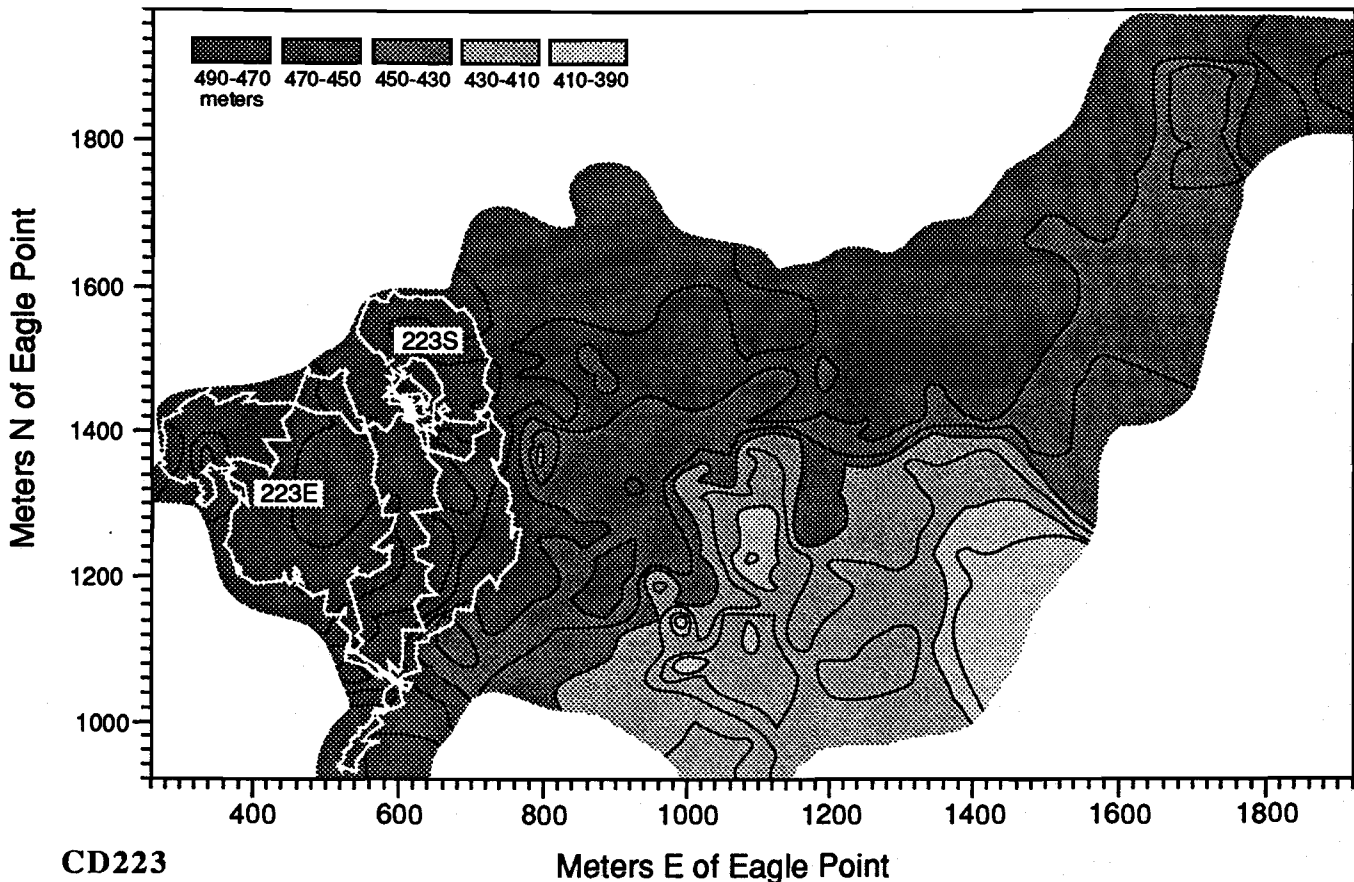 490-470 470-450 450-430 430-410 410-390
meters
1800
1600
1400
1200
1000
Meters N of Eagle Point
223S
223E
400 600 800 1000 1200 1400 1600 1800
CD223
Meters E of Eagle Point